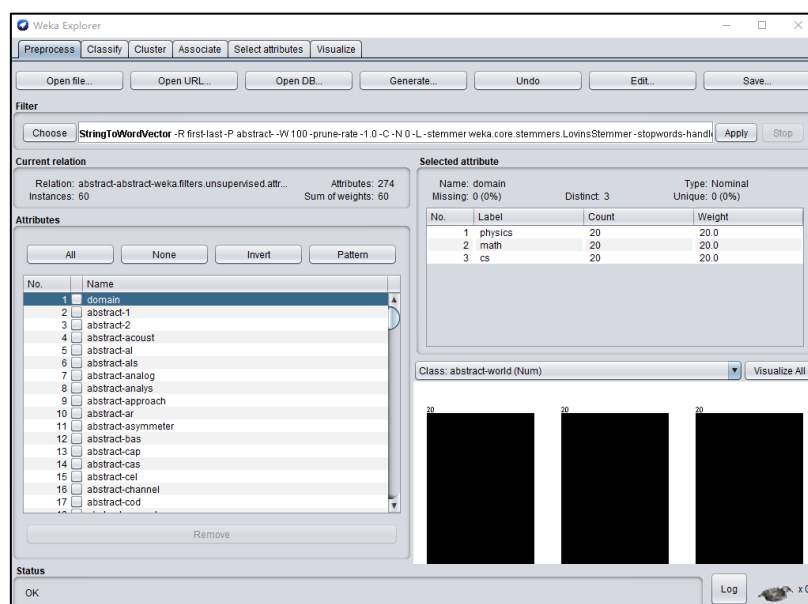 Weka Explorer
Preprocess Classify Cluster Associate Select attributes Visualize
Open file... Open URL... Open DB... Generate... Undo Edit... Save...
Filter
Choose StringToWordVector -R first-last -P abstract- -W 100 -prune-rate -1.0 -C -N 0 -L -stemmer weka.core.stemmers.LovinsStemmer -stopwords-handl Apply Stop
Current relation
Relation: abstract-abstract-weka.filters.unsupervised.attr... Attributes: 274
Instances: 60 Sum of weights: 60
Attributes
All None Invert Pattern
No. Name
1 domain
2 abstract-1
3 abstract-2
4 abstract-acoust
5 abstract-al
6 abstract-als
7 abstract-analog
8 abstract-analys
9 abstract-approach
10 abstract-ar
11 abstract-asymmeter
12 abstract-bas
13 abstract-cap
14 abstract-cas
15 abstract-cel
16 abstract-channel
17 abstract-cod
Remove
Selected attribute
Name: domain Type: Nominal
Missing: 0 (0%) Distinct: 3 Unique: 0 (0%)
No. Label Count Weight
1 physics 20 20.0
2 math 20 20.0
3 cs 20 20.0
Class: abstract-world (Num) Visualize All
20 20 20
Status
OK
Log x 0